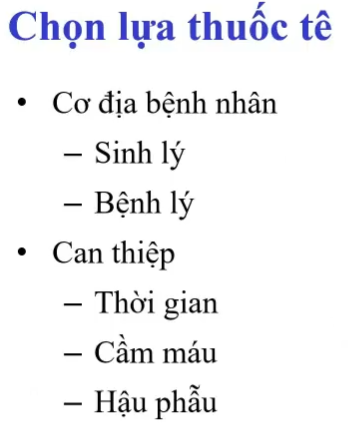 Chọn lựa thuốc tê
• Cơ địa bệnh nhân
– Sinh lý
– Bệnh lý
• Can thiệp
– Thời gian
– Cầm máu
– Hậu phẫu